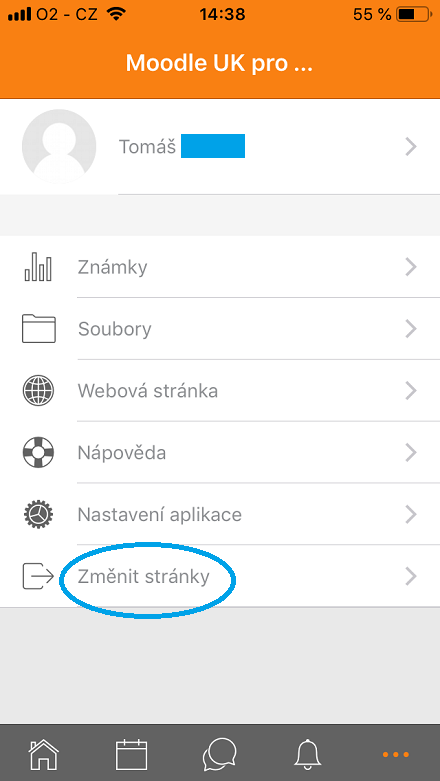 O2 - CZ 14:38 55 %
Moodle UK pro ...
Tomáš
Známky
Soubory
Webová stránka
Nápověda
Nastavení aplikace
Změnit stránky